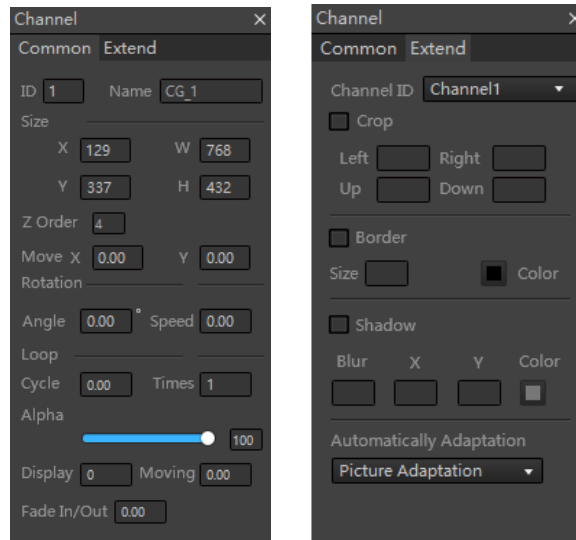 Channel ×
Common Extend
ID 1 Name CG_1
Size
X 129 W 768
Y 337 H 432
Z Order 4
Move X 0.00 Y 0.00
Rotation
Angle 0.00 ° Speed 0.00
Loop
Cycle 0.00 Times 1
Alpha
100
Display 0 Moving 0.00
Fade In/Out 0.00
Channel ×
Common Extend
Channel ID Channel1
Crop
Left Right
Up Down
Border
Size Color
Shadow
Blur X Y Color
Automatically Adaptation
Picture Adaptation